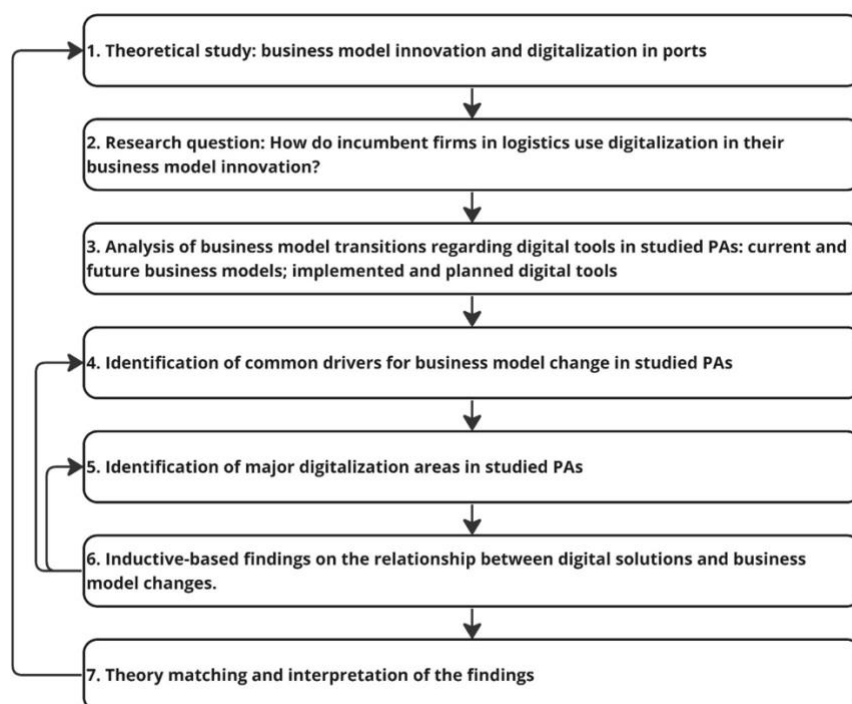 1. Theoretical study: business model innovation and digitalization in ports
2. Research question: How do incumbent firms in logistics use digitalization in their
business model innovation?
3. Analysis of business model transitions regarding digital tools in studied PAs: current and
future business models; implemented and planned digital tools
4. Identification of common drivers for business model change in studied PAs
5. Identification of major digitalization areas in studied PAs
6. Inductive-based findings on the relationship between digital solutions and business
model changes.
7. Theory matching and interpretation of the findings